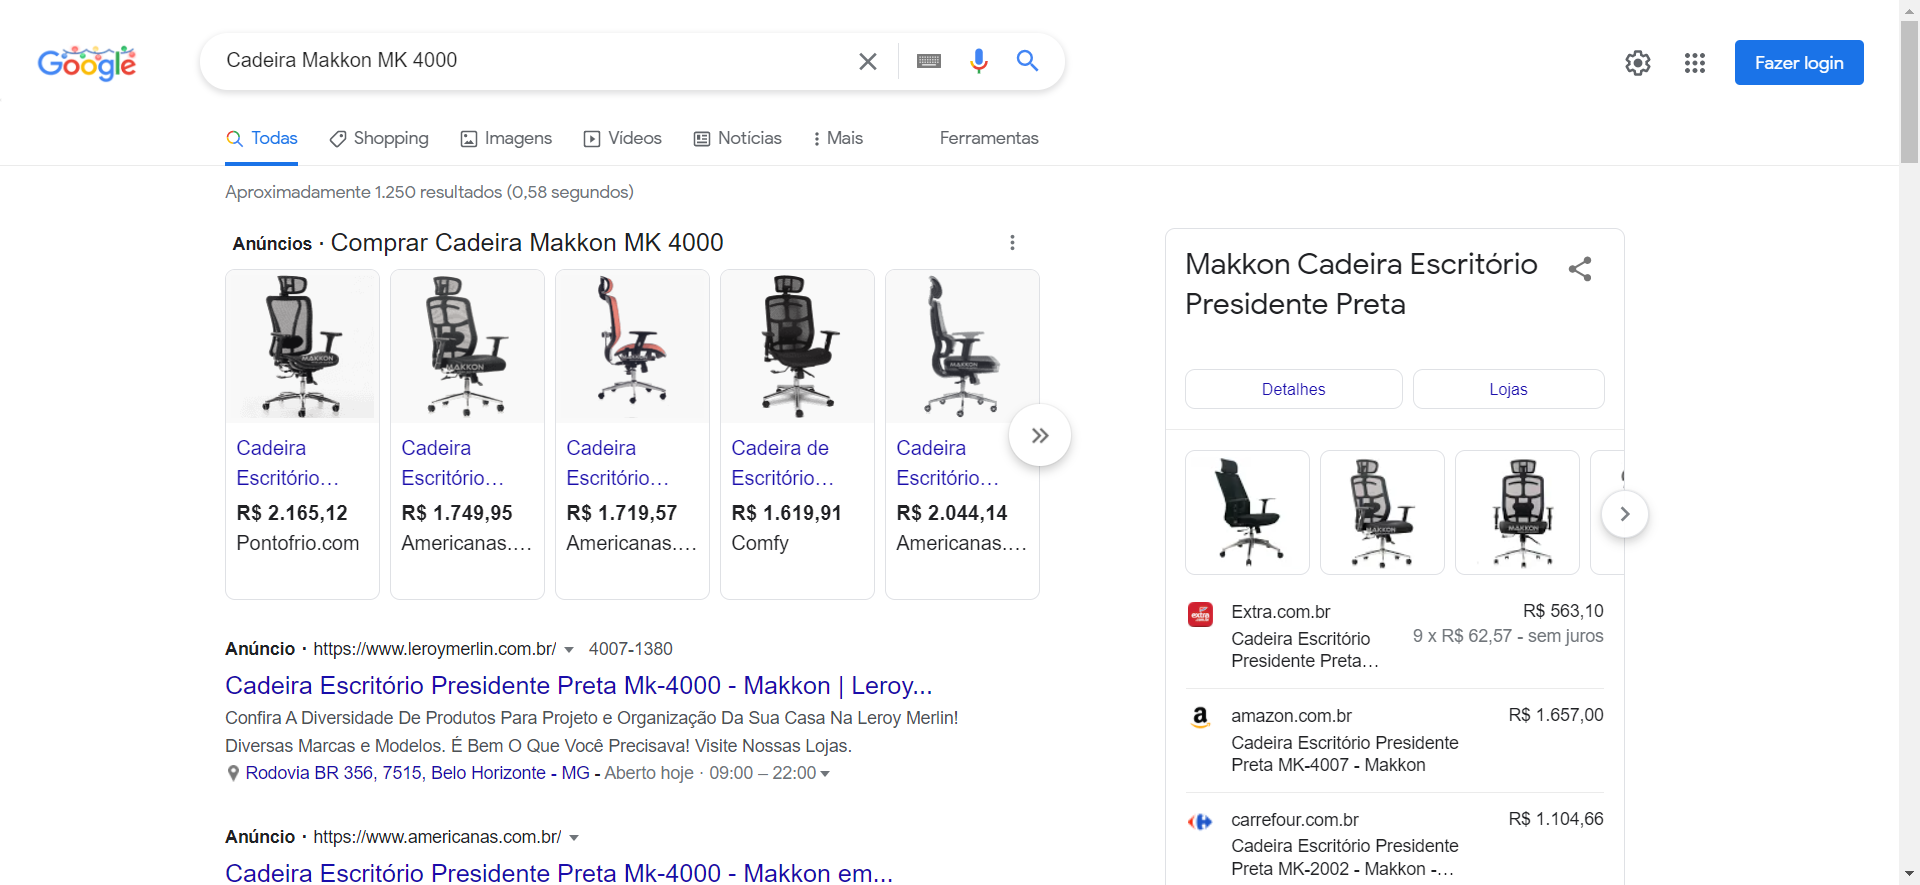 Google
Cadeira Makkon MK 4000
Fazer login
Todas
Shopping
Imagens
Vídeos
Notícias
Mais
Ferramentas
Aproximadamente 1.250 resultados (0,58 segundos)
Anúncios · Comprar Cadeira Makkon MK 4000
MAKKON
MAKKON
MAKKON
Cadeira
Escritório…
R$ 2.165,12
Pontofrio.com
Cadeira
Escritório…
R$ 1.749,95
Americanas.…
Cadeira
Escritório…
R$ 1.719,57
Americanas.…
Cadeira de
Escritório…
R$ 1.619,91
Comfy
Cadeira
Escritório…
R$ 2.044,14
Americanas.…
Anúncio · https://www.leroymerlin.com.br/ 4007-1380
Cadeira Escritório Presidente Preta Mk-4000 - Makkon | Leroy...
Confira A Diversidade De Produtos Para Projeto e Organização Da Sua Casa Na Leroy Merlin!
Diversas Marcas e Modelos. É Bem O Que Você Precisava! Visite Nossas Lojas.
Rodovia BR 356, 7515, Belo Horizonte - MG - Aberto hoje · 09:00 – 22:00
Anúncio · https://www.americanas.com.br/
Cadeira Escritório Presidente Preta Mk-4000 - Makkon em...
Makkon Cadeira Escritório
Presidente Preta
Detalhes
Lojas
MAKKON
MAKKON
extra
Extra.com.br
R$ 563,10
Cadeira Escritório
Presidente Preta…
9 x R$ 62,57 - sem juros
amazon.com.br
R$ 1.657,00
Cadeira Escritório Presidente
Preta MK-4007 - Makkon
carrefour.com.br
R$ 1.104,66
Cadeira Escritório Presidente
Preta MK-2002 - Makkon -…